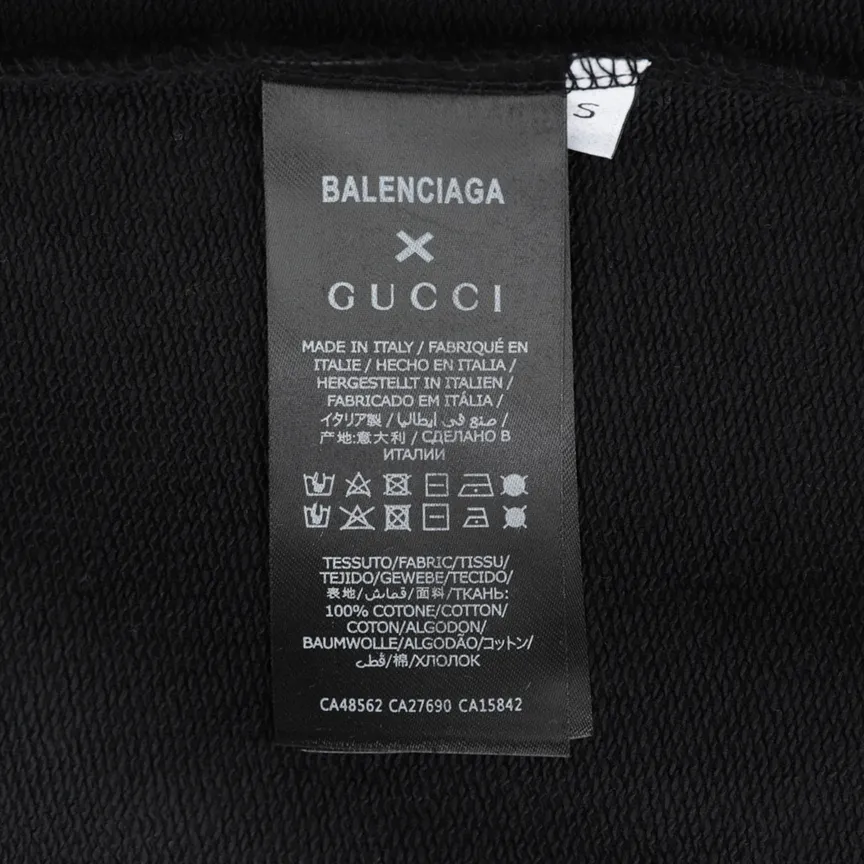 S
BALENCIAGA
X
GUCCI
MADE IN ITALY / FABRIQUÉ EN
ITALIE / HECHO EN ITALIA /
HERGESTELLT IN ITALIEN /
FABRICADO EM ITÁLIA /
イタリア製 / صنع في ايطاليا /
产地:意大利 / СДЕЛАНО В
ИТАЛИИ
TESSUTO/FABRIC/TISSU/
TEJIDO/GEWEBE/TECIDO/
表地/قماش/面料/ТКАНЬ:
100% COTONE/COTTON/
COTON/ALGODON/
BAUMWOLLE/ALGODÃO/コットン/
قطن/棉/ХЛОПОК
CA48562 CA27690 CA15842